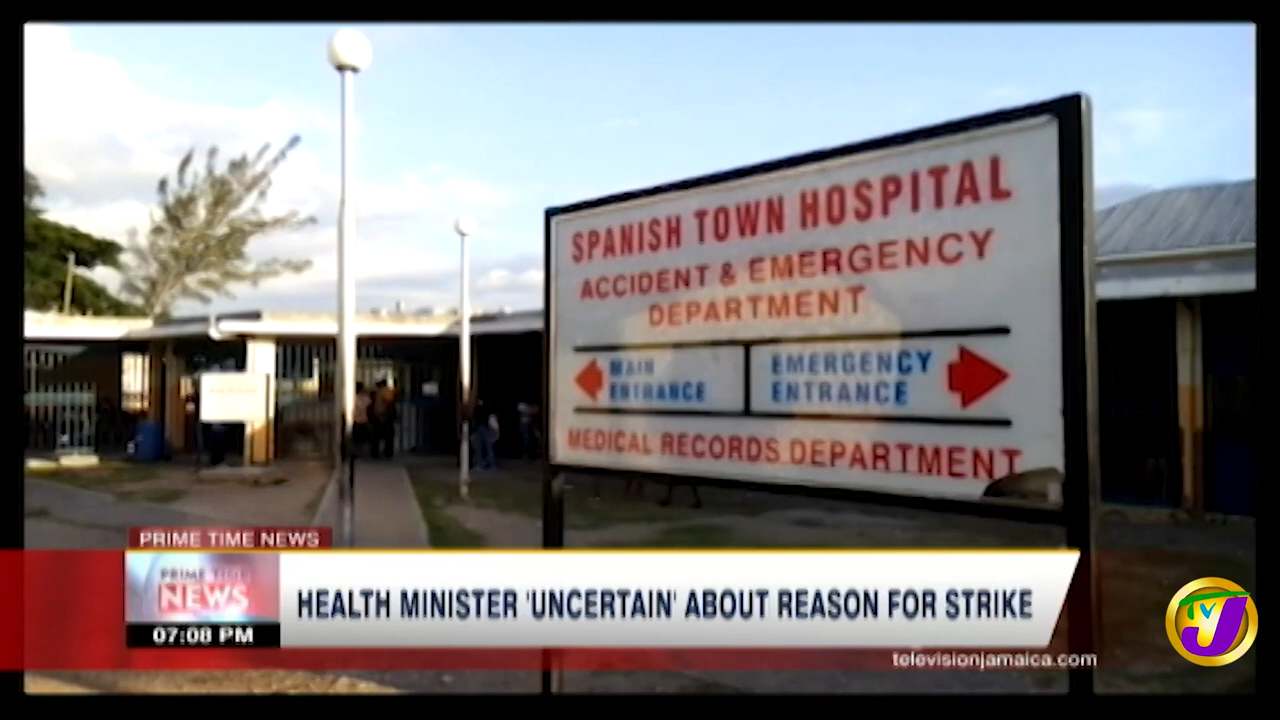 SPANISH TOWN HOSPITAL
ACCIDENT & EMERGENCY
DEPARTMENT
MAIN
ENTRANCE
EMERGENCY
ENTRANCE
MEDICAL RECORDS DEPARTMENT
PRIME TIME NEWS
PRIME TIME
NEWS
07:08 PM
HEALTH MINISTER 'UNCERTAIN' ABOUT REASON FOR STRIKE
televisionjamaica.com
TVJ